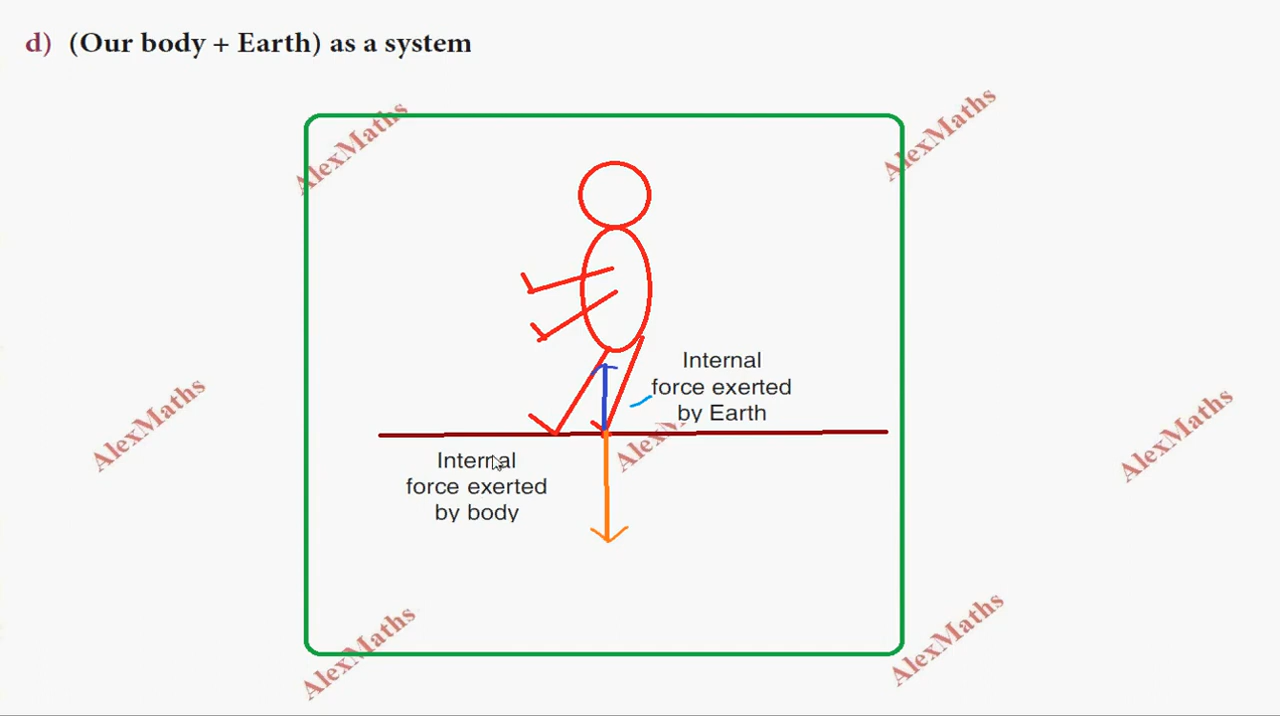 d) (Our body + Earth) as a system
AlexMaths
AlexMaths
Internal
force exerted
by Earth
AlexMaths
AlexMaths
AlexMaths
Internal
force exerted
by body
AlexMaths
AlexMaths